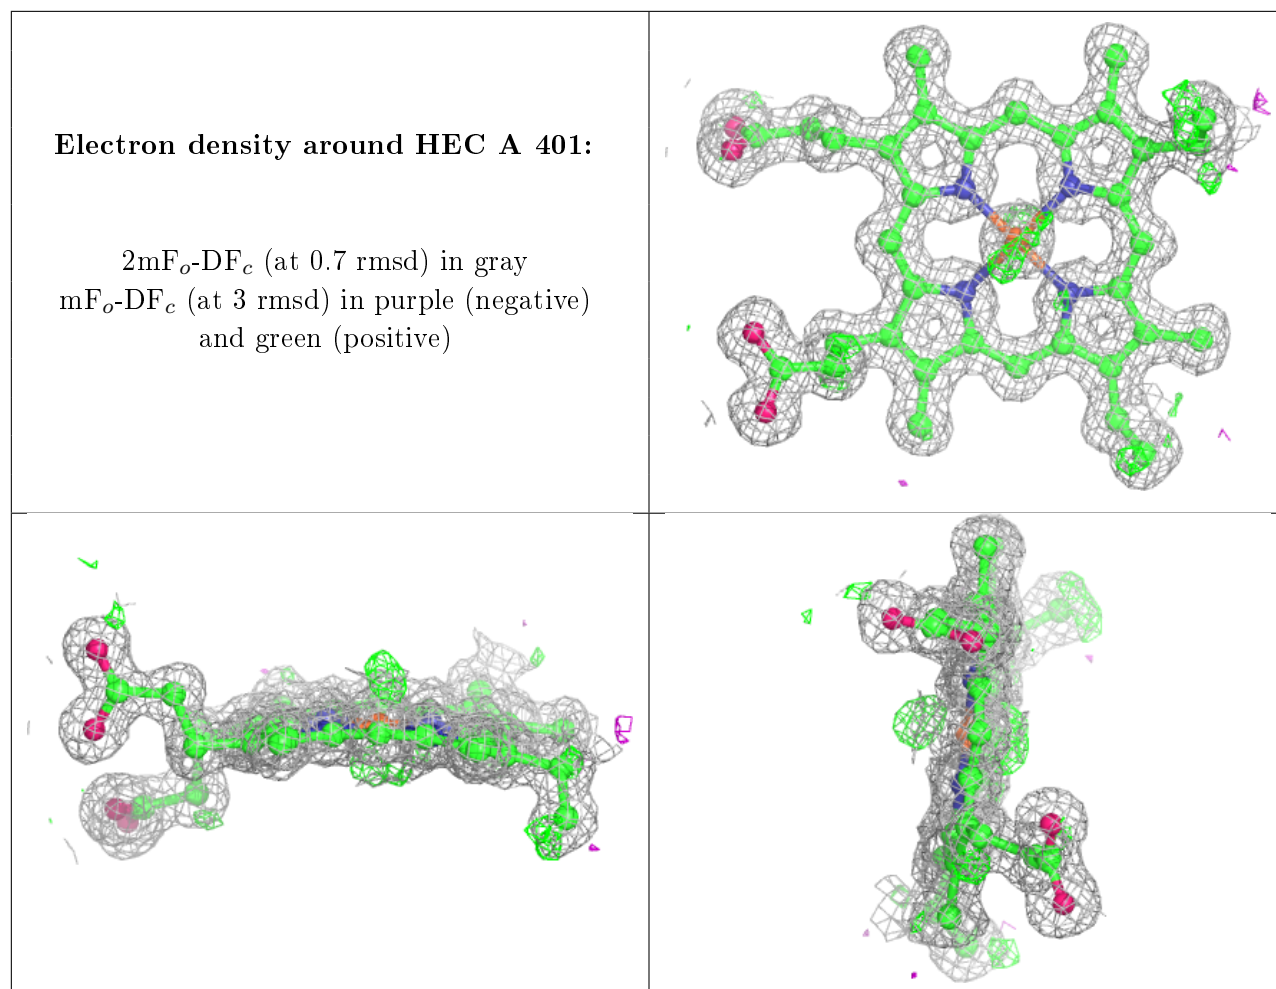 Electron density around HEC A 401:
2mFo-DFc (at 0.7 rmsd) in gray
mFo-DFc (at 3 rmsd) in purple (negative)
and green (positive)